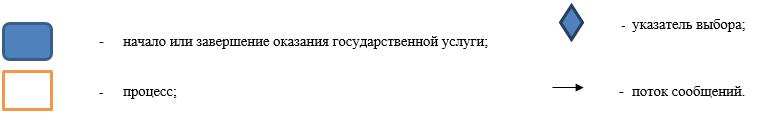 - начало или завершение оказания государственной услуги;
- указатель выбора;
- процесс;
- поток сообщений.